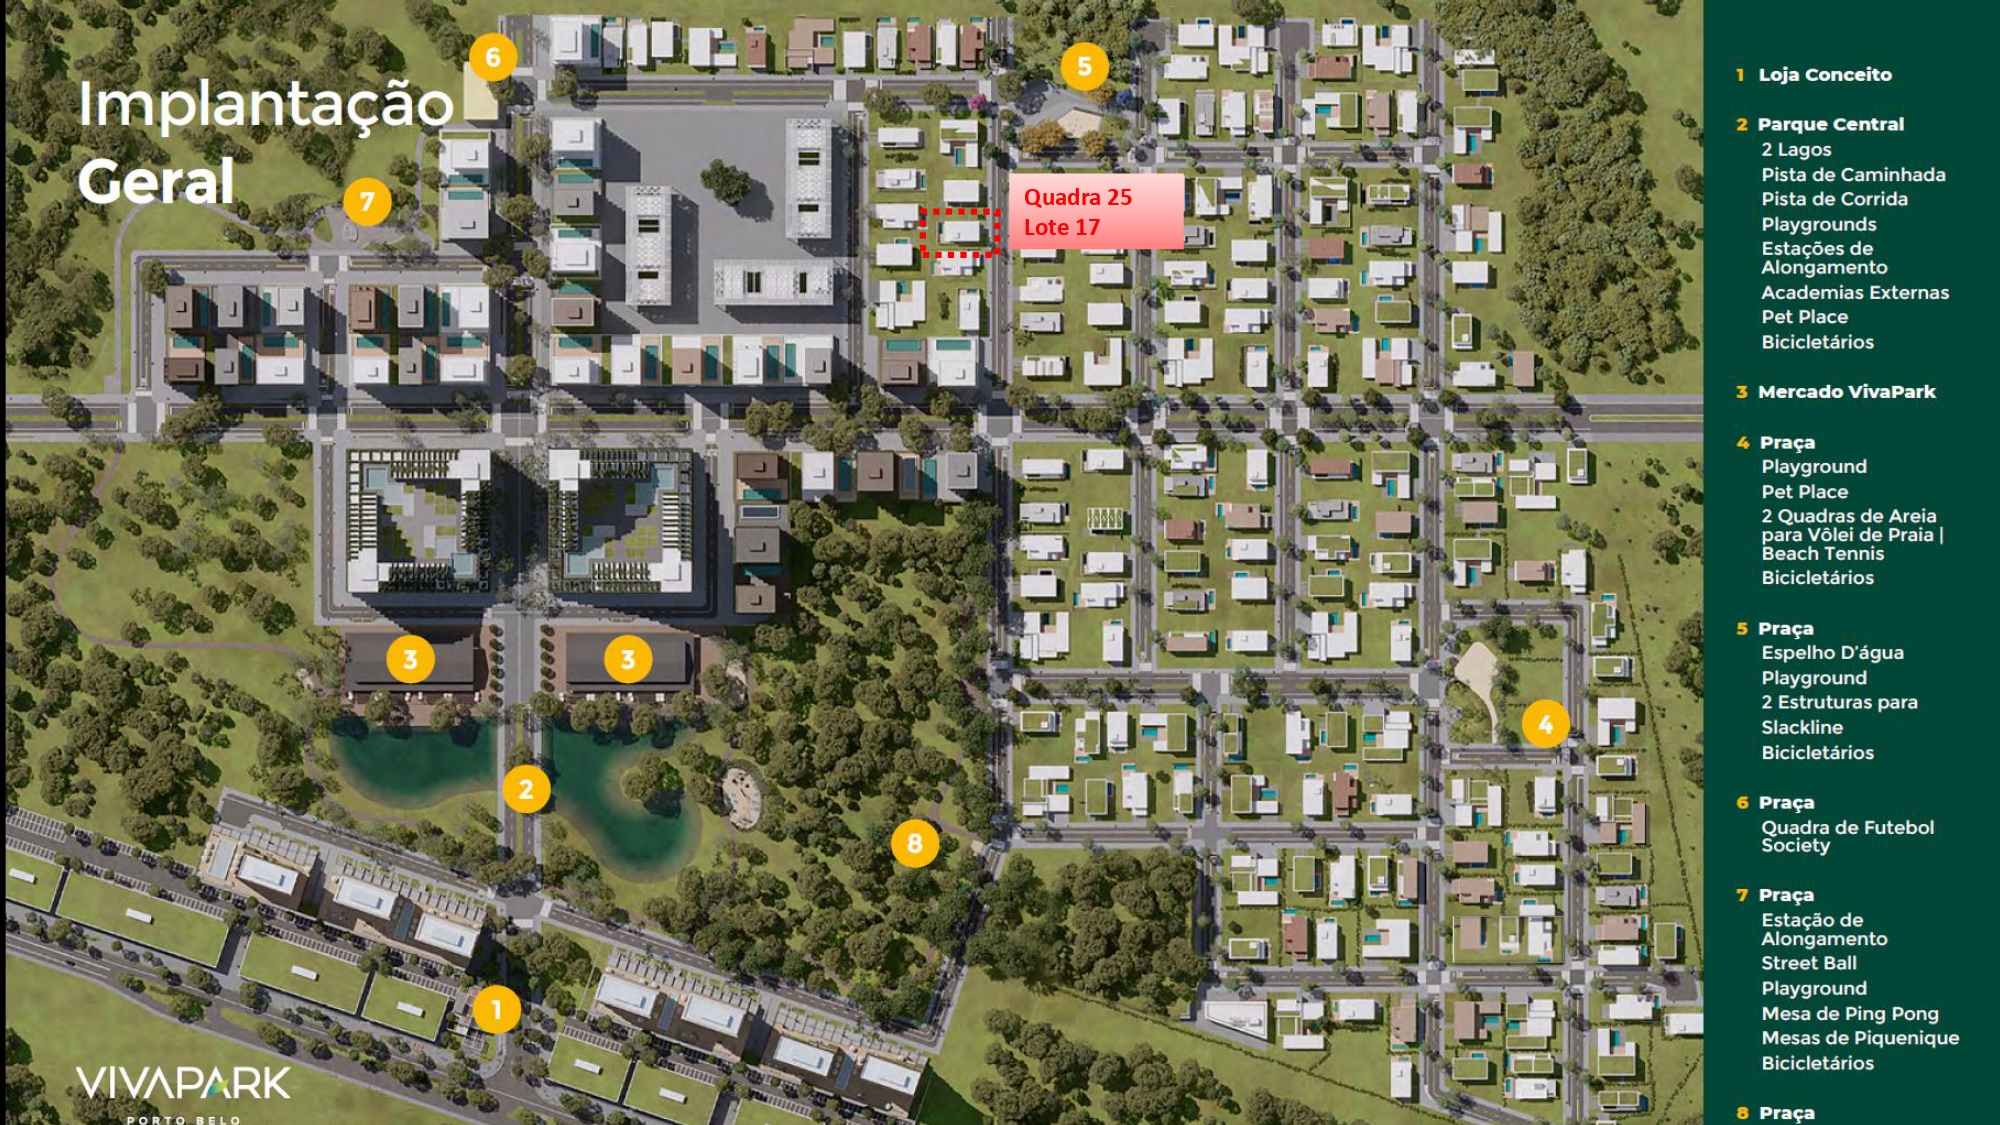 Implantação
Geral
6
5
7
Quadra 25
Lote 17
3
3
4
2
8
1
VIVAPARK
PORTO BELO
1 Loja Conceito
2 Parque Central
2 Lagos
Pista de Caminhada
Pista de Corrida
Playgrounds
Estações de
Alongamento
Academias Externas
Pet Place
Bicicletários
3 Mercado VivaPark
4 Praça
Playground
Pet Place
2 Quadras de Areia
para Vôlei de Praia |
Beach Tennis
Bicicletários
5 Praça
Espelho D'água
Playground
2 Estruturas para
Slackline
Bicicletários
6 Praça
Quadra de Futebol
Society
7 Praça
Estação de
Alongamento
Street Ball
Playground
Mesa de Ping Pong
Mesas de Piquenique
Bicicletários
8 Praça